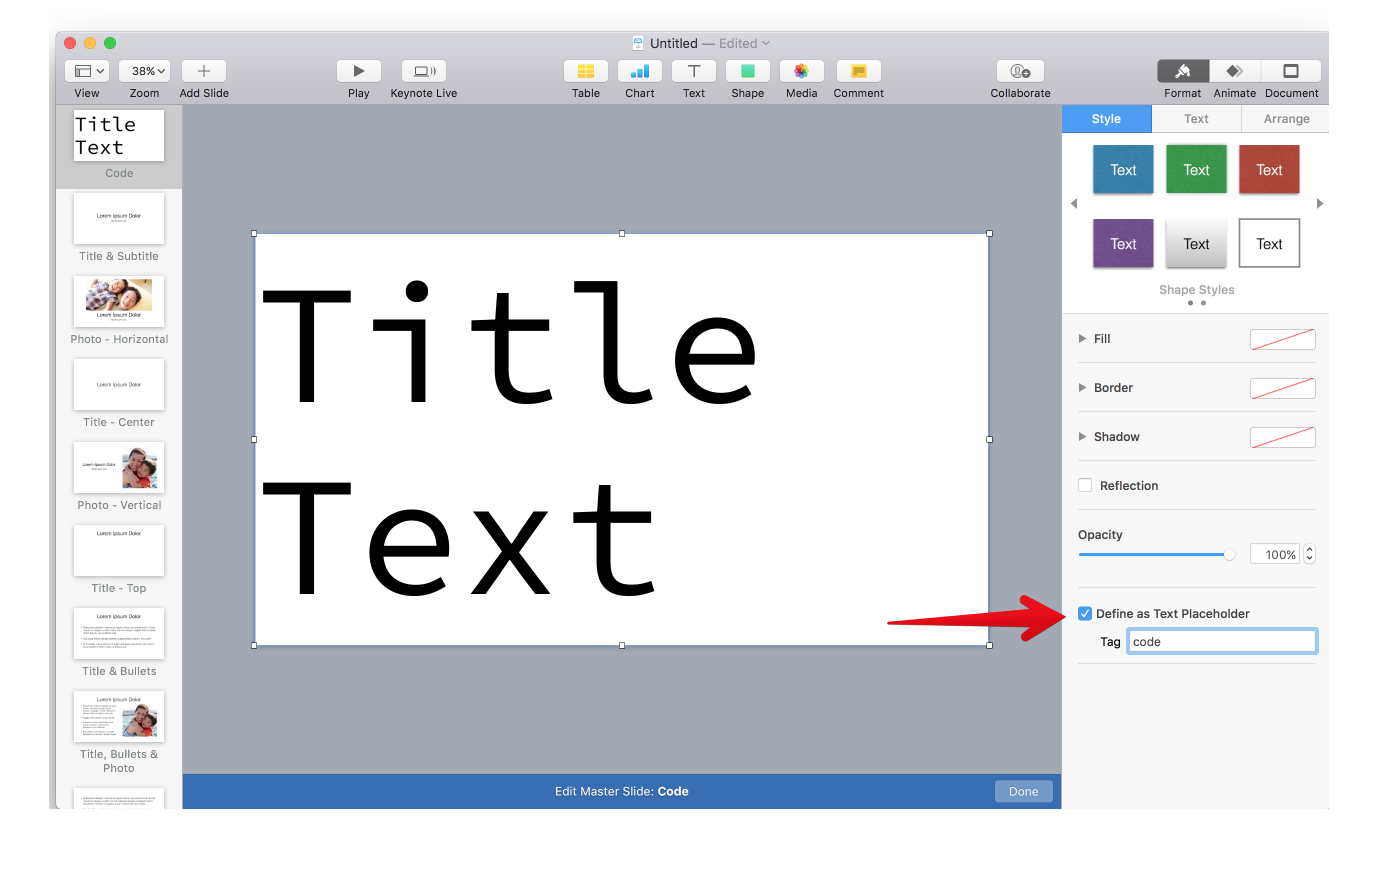 Untitled — Edited
38%
View
Zoom
Add Slide
Play
Keynote Live
Table
Chart
Text
Shape
Media
Comment
Collaborate
Format
Animate
Document
Title
Text
Code
Lorem Ipsum Dolor
Title & Subtitle
Lorem Ipsum Dolor
Photo - Horizontal
Lorem Ipsum Dolor
Title - Center
Lorem Ipsum Dolor
Photo - Vertical
Lorem Ipsum Dolor
Title - Top
Lorem Ipsum Dolor
Title & Bullets
Lorem Ipsum Dolor
Title, Bullets &
Photo
Title
Text
Edit Master Slide: Code
Done
Style
Text
Arrange
Text
Text
Text
Text
Text
Text
Shape Styles
Fill
Border
Shadow
Reflection
Opacity
100%
Define as Text Placeholder
Tag
code